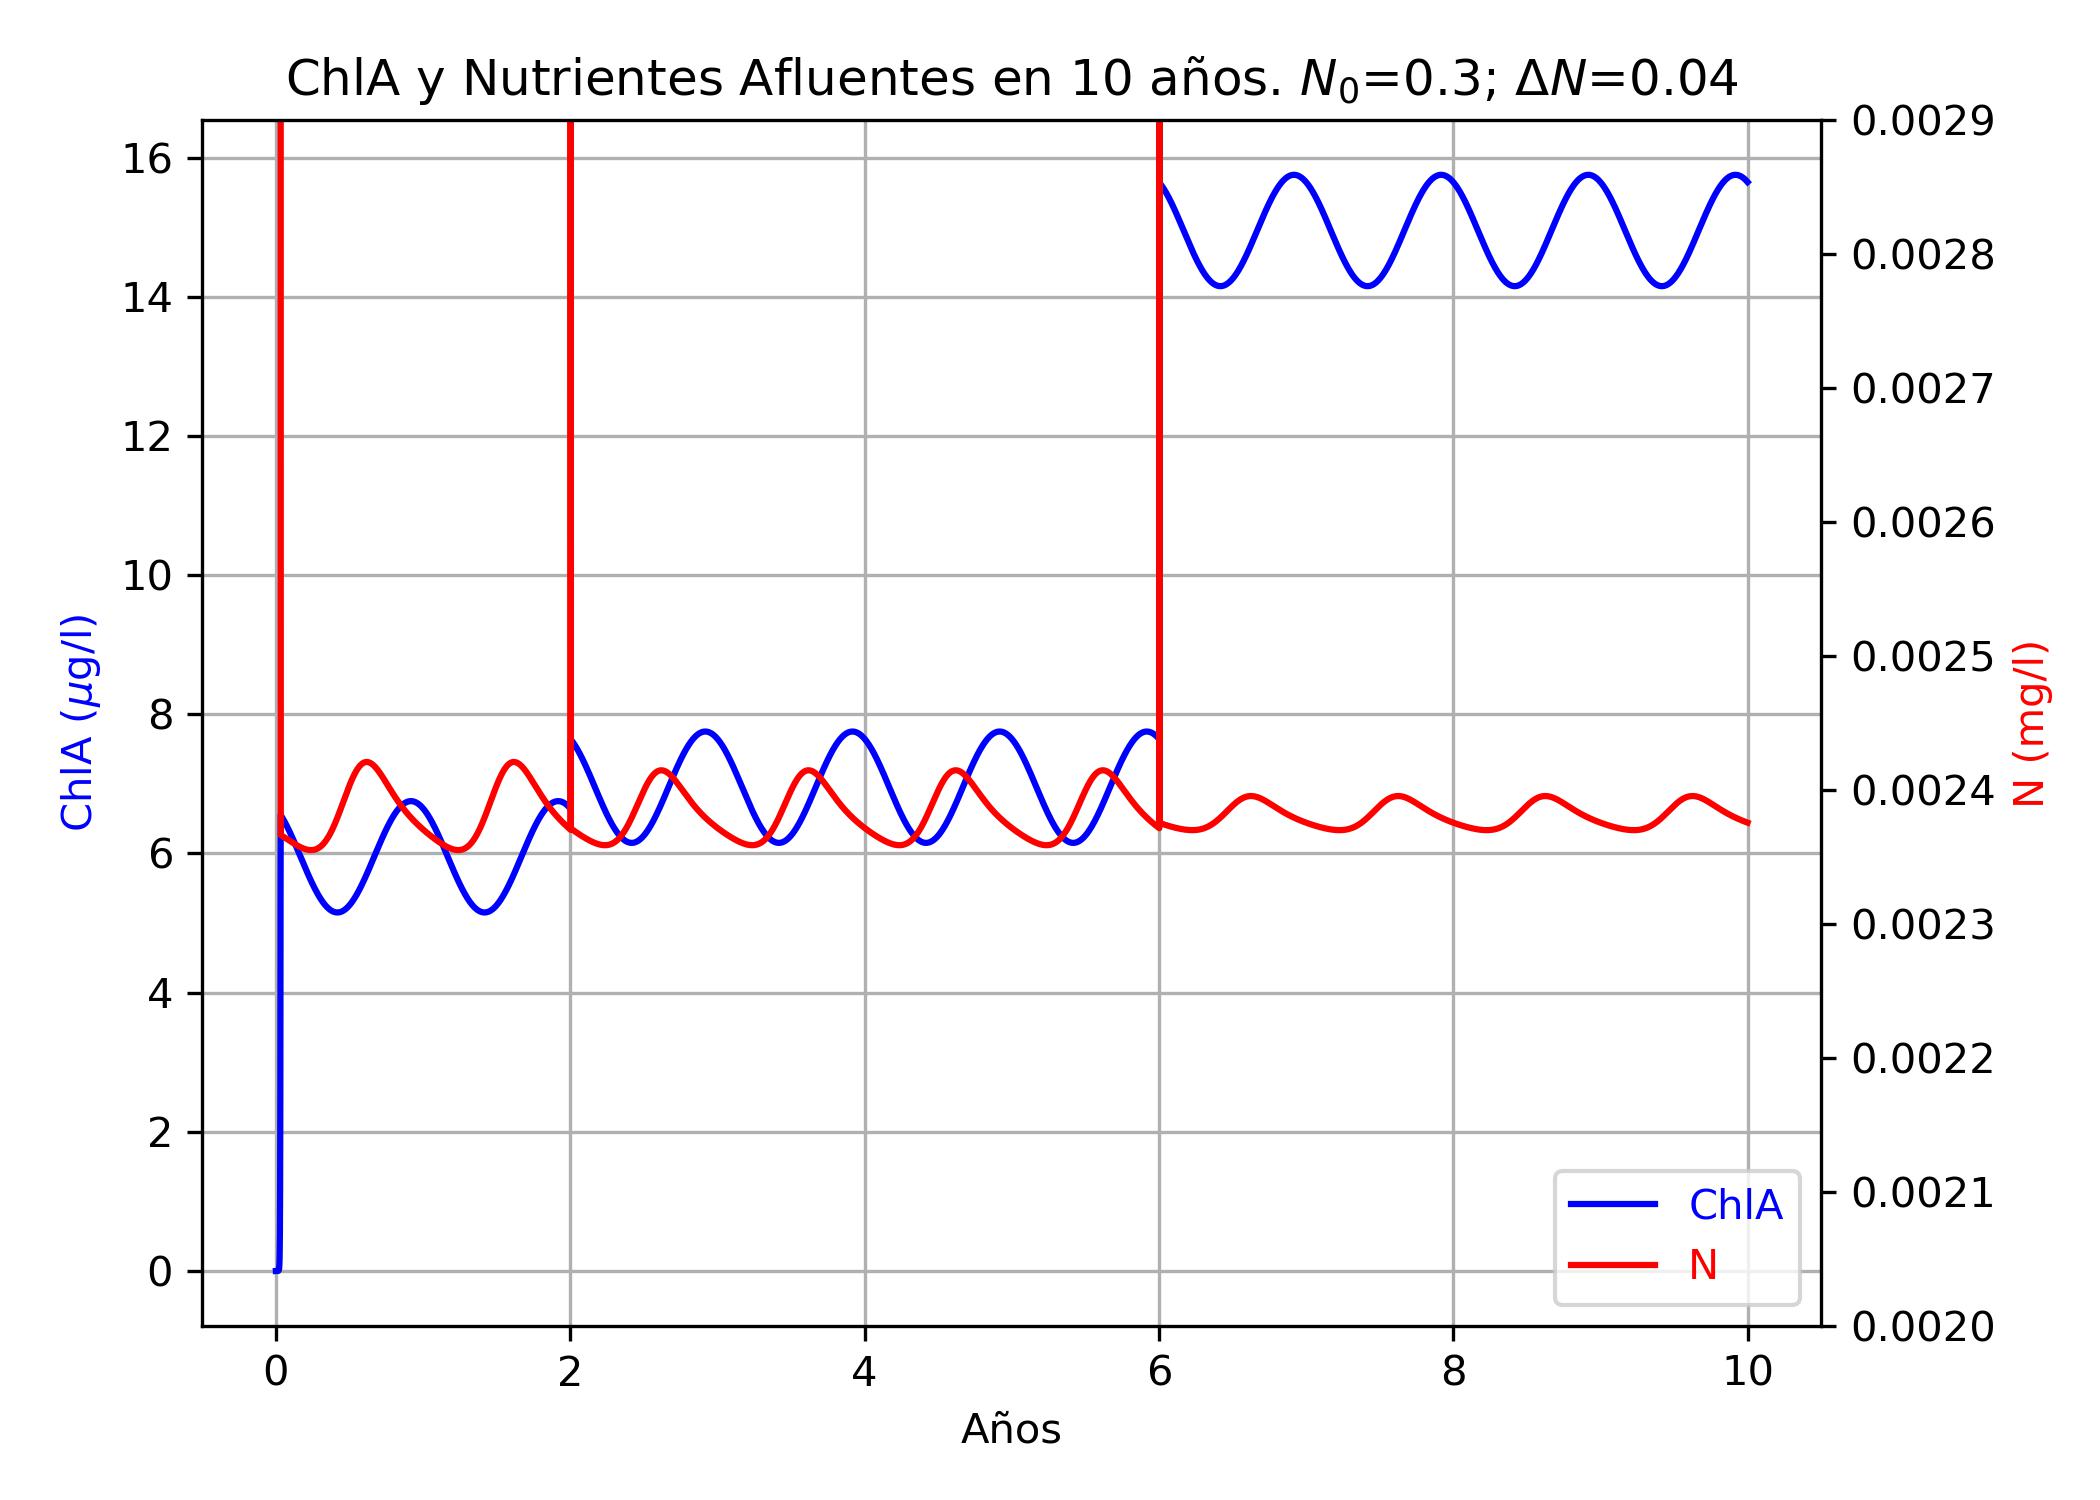 ChlA y Nutrientes Afluentes en 10 años. N₀=0.3; ΔN=0.04
16
14
12
10
8
6
4
2
0
ChlA (μg/l)
0.0029
0.0028
0.0027
0.0026
0.0025
0.0024
0.0023
0.0022
0.0021
0.0020
N (mg/l)
ChlA
N
0 2 4 6 8 10
Años